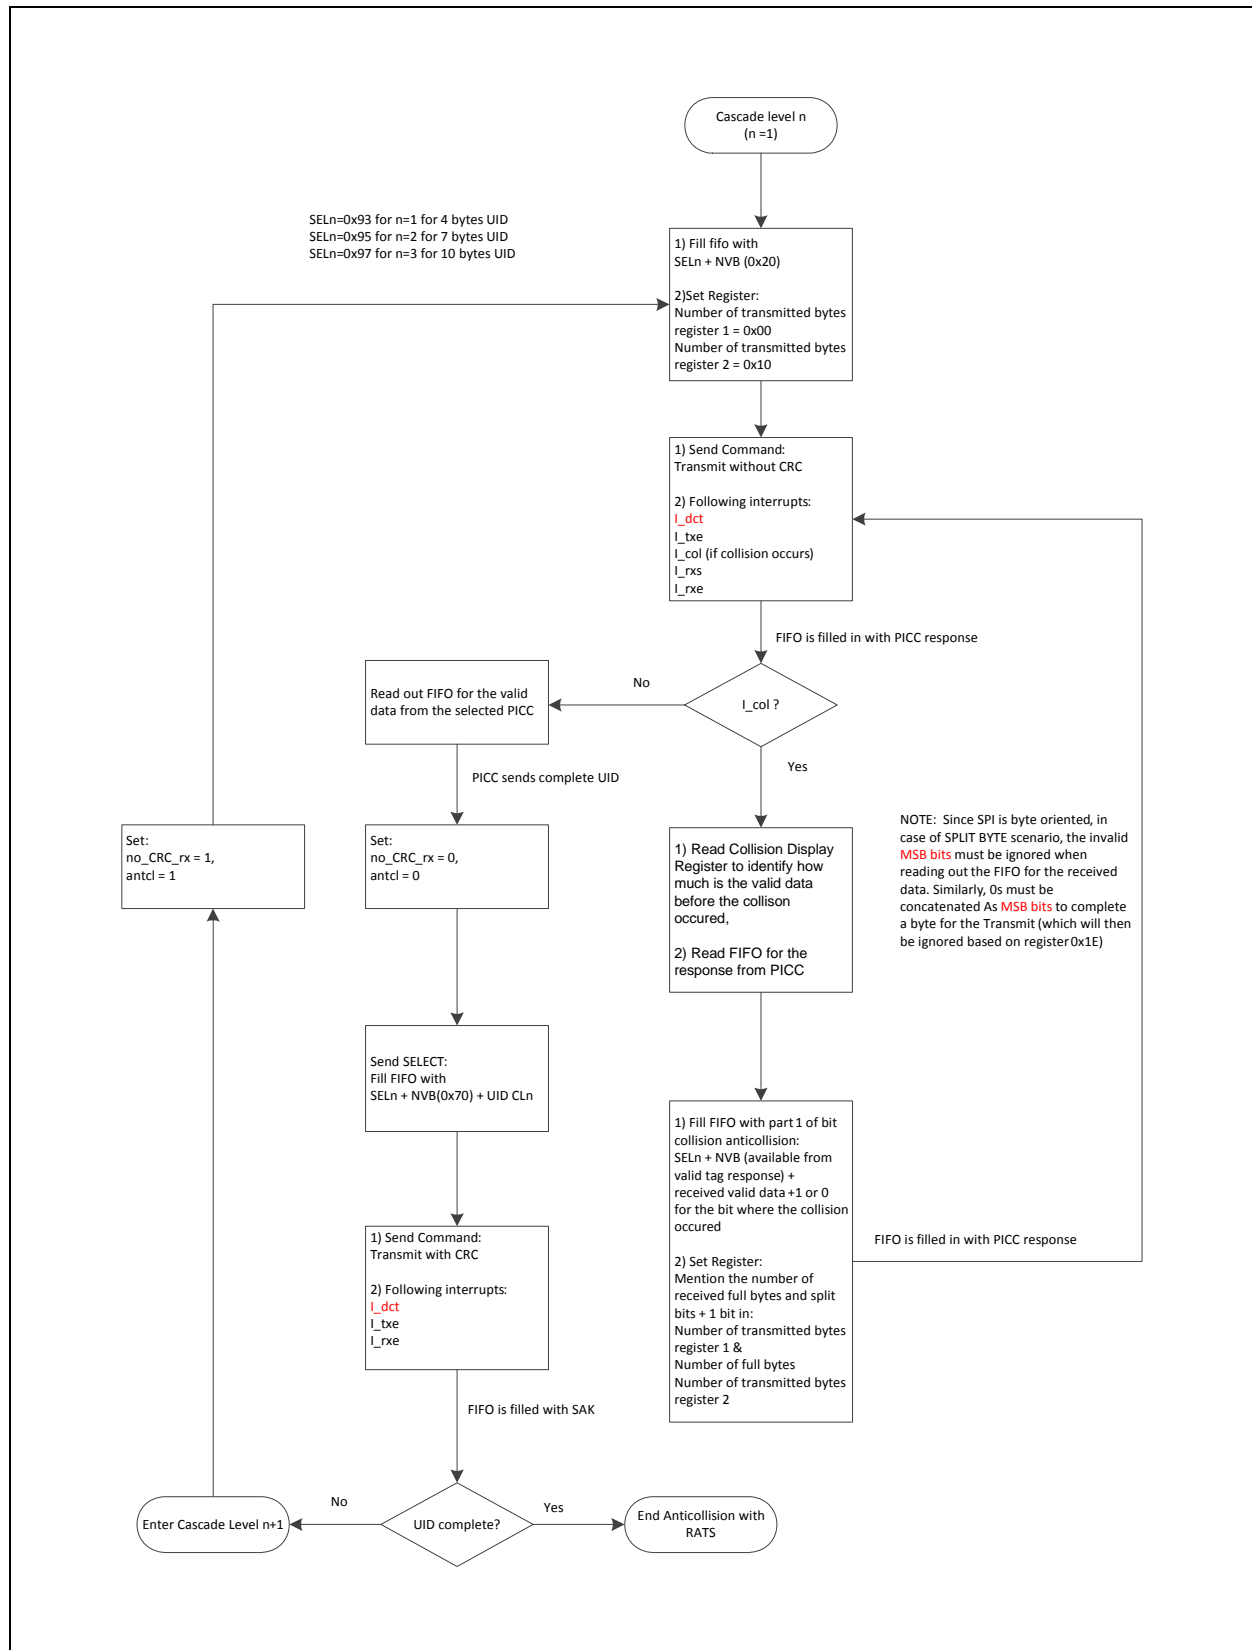 Cascade level n
(n =1)
SELn=0x93 for n=1 for 4 bytes UID
SELn=0x95 for n=2 for 7 bytes UID
SELn=0x97 for n=3 for 10 bytes UID
1) Fill fifo with
SELn + NVB (0x20)
2)Set Register:
Number of transmitted bytes
register 1 = 0x00
Number of transmitted bytes
register 2 = 0x10
1) Send Command:
Transmit without CRC
2) Following interrupts:
I_dct
I_txe
I_col (if collision occurs)
I_rxs
I_rxe
FIFO is filled in with PICC response
I_col ?
No
Yes
Read out FIFO for the valid
data from the selected PICC
PICC sends complete UID
Set:
no_CRC_rx = 1,
antcl = 1
Set:
no_CRC_rx = 0,
antcl = 0
1) Read Collision Display
Register to identify how
much is the valid data
before the collison
occured,
2) Read FIFO for the
response from PICC
NOTE: Since SPI is byte oriented, in
case of SPLIT BYTE scenario, the invalid
MSB bits must be ignored when
reading out the FIFO for the received
data. Similarly, 0s must be
concatenated As MSB bits to complete
a byte for the Transmit (which will then
be ignored based on register 0x1E)
Send SELECT:
Fill FIFO with
SELn + NVB(0x70) + UID CLn
1) Fill FIFO with part 1 of bit
collision anticollision:
SELn + NVB (available from
valid tag response) +
received valid data +1 or 0
for the bit where the collision
occured
2) Set Register:
Mention the number of
received full bytes and split
bits + 1 bit in:
Number of transmitted bytes
register 1 &
Number of full bytes
Number of transmitted bytes
register 2
FIFO is filled in with PICC response
1) Send Command:
Transmit with CRC
2) Following interrupts:
I_dct
I_txe
I_rxe
FIFO is filled with SAK
UID complete?
No
Yes
Enter Cascade Level n+1
End Anticollision with
RATS